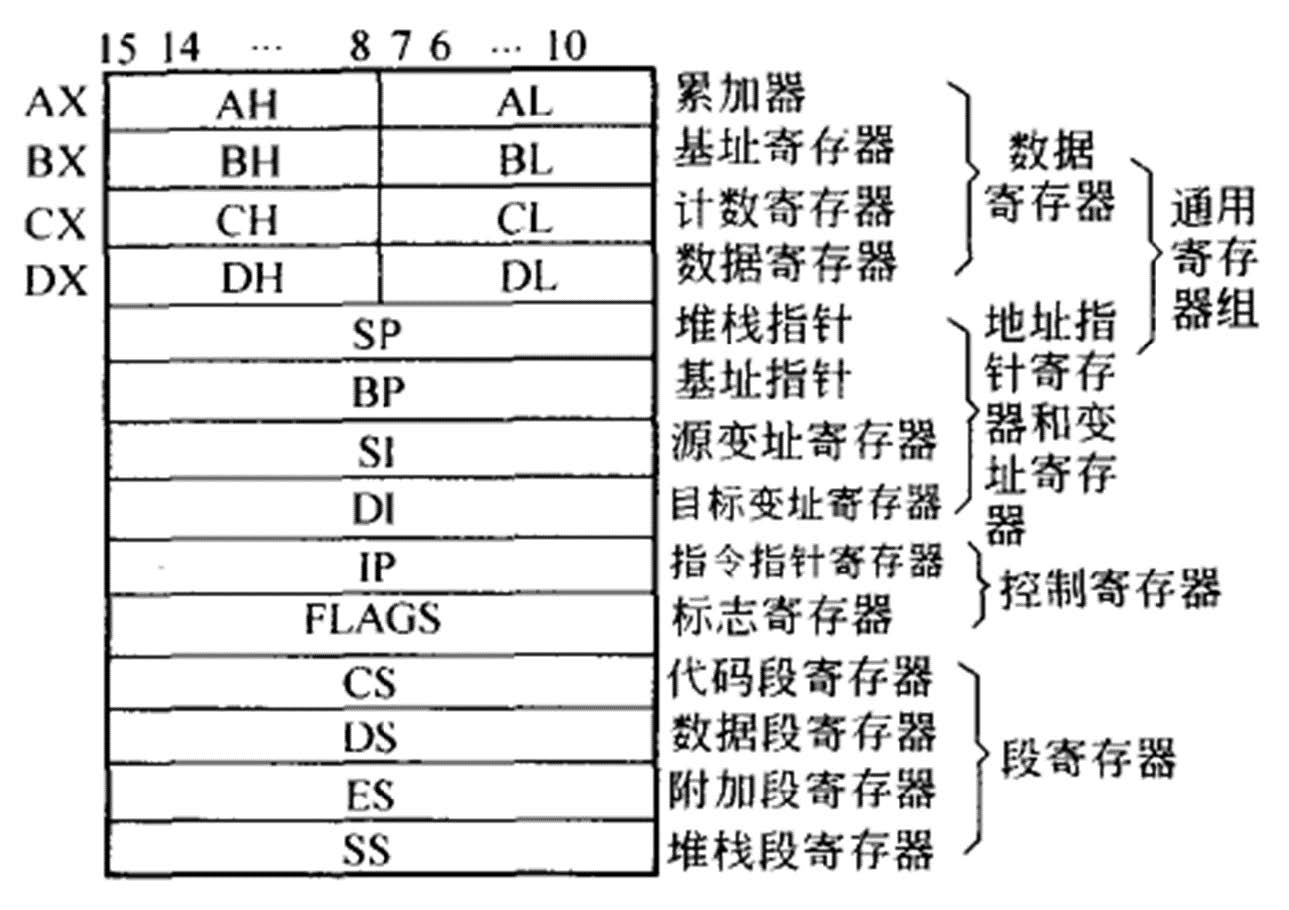 15 14 … 8 7 6 … 10
AX AH AL 累加器
BX BH BL 基址寄存器
CX CH CL 计数寄存器
DX DH DL 数据寄存器
数据
寄存器
通用
寄存
器组
SP 堆栈指针
BP 基址指针
SI 源变址寄存器
DI 目标变址寄存器
地址指
针寄存
器和变
址寄存
器
IP 指令指针寄存器
FLAGS 标志寄存器
控制寄存器
CS 代码段寄存器
DS 数据段寄存器
ES 附加段寄存器
SS 堆栈段寄存器
段寄存器